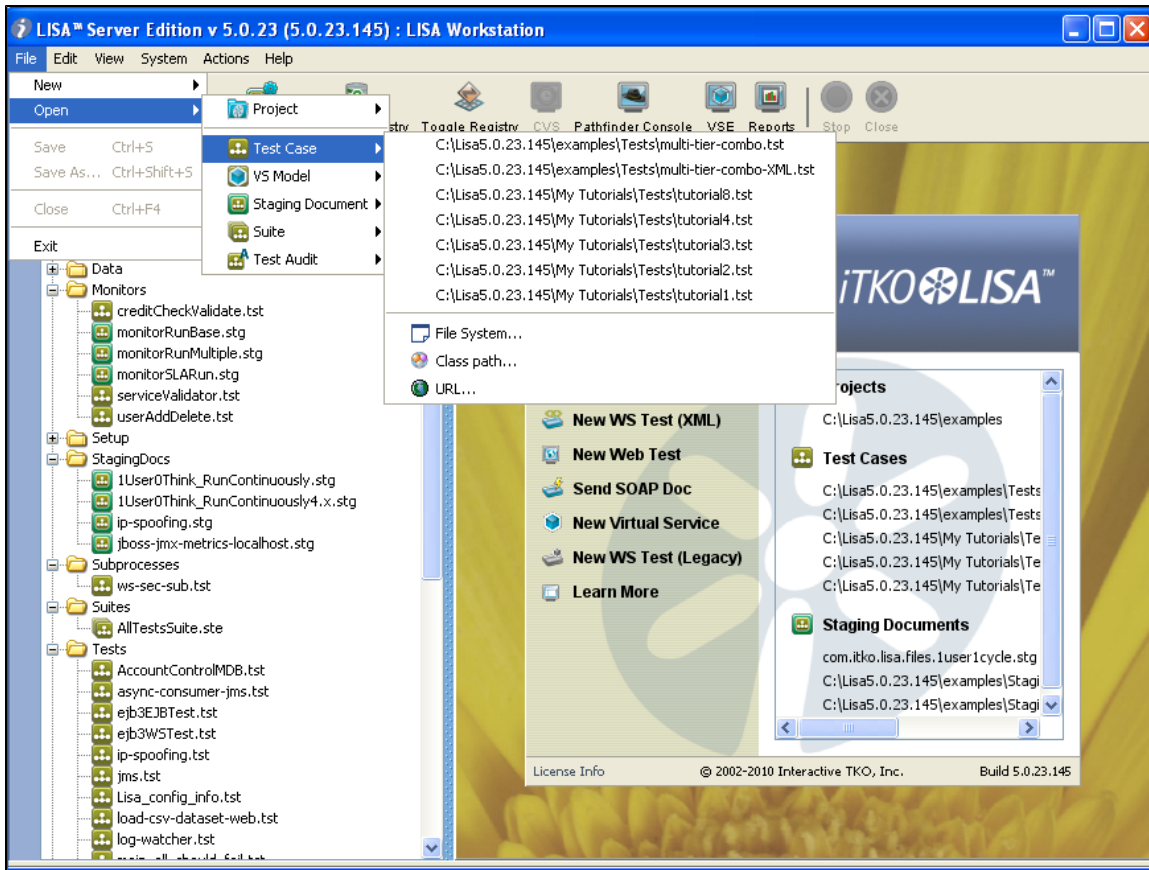 LISA™ Server Edition v 5.0.23 (5.0.23.145) : LISA Workstation
File Edit View System Actions Help
New
Open
Save Ctrl+S
Save As... Ctrl+Shift+S
Close Ctrl+F4
Exit
Project
Test Case
VS Model
Staging Document
Suite
Test Audit
Toggle Registry CVS Pathfinder Console VSE Reports Stop Close
C:\Lisa5.0.23.145\examples\Tests\multi-tier-combo.tst
C:\Lisa5.0.23.145\examples\Tests\multi-tier-combo-XML.tst
C:\Lisa5.0.23.145\My Tutorials\Tests\tutorial8.tst
C:\Lisa5.0.23.145\My Tutorials\Tests\tutorial4.tst
C:\Lisa5.0.23.145\My Tutorials\Tests\tutorial3.tst
C:\Lisa5.0.23.145\My Tutorials\Tests\tutorial2.tst
C:\Lisa5.0.23.145\My Tutorials\Tests\tutorial1.tst
File System...
Class path...
URL...
Data
Monitors
creditCheckValidate.tst
monitorRunBase.stg
monitorRunMultiple.stg
monitorSLARun.stg
serviceValidator.tst
userAddDelete.tst
Setup
StagingDocs
1User0Think_RunContinuously.stg
1User0Think_RunContinuously4.x.stg
ip-spoofing.stg
jboss-jmx-metrics-localhost.stg
Subprocesses
ws-sec-sub.tst
Suites
AllTestsSuite.ste
Tests
AccountControlMDB.tst
async-consumer-jms.tst
ejb3EJBTest.tst
ejb3WSTest.tst
ip-spoofing.tst
jms.tst
Lisa_config_info.tst
load-csv-dataset-web.tst
log-watcher.tst
iTKO LISA™
New WS Test (XML)
New Web Test
Send SOAP Doc
New Virtual Service
New WS Test (Legacy)
Learn More
ojects
C:\Lisa5.0.23.145\examples
Test Cases
C:\Lisa5.0.23.145\examples\Tests
C:\Lisa5.0.23.145\examples\Tests
C:\Lisa5.0.23.145\My Tutorials\Te
C:\Lisa5.0.23.145\My Tutorials\Te
C:\Lisa5.0.23.145\My Tutorials\Te
Staging Documents
com.itko.lisa.files.1user1cycle.stg
C:\Lisa5.0.23.145\examples\Stagi
C:\Lisa5.0.23.145\examples\Stagi
License Info © 2002-2010 Interactive TKO, Inc. Build 5.0.23.145